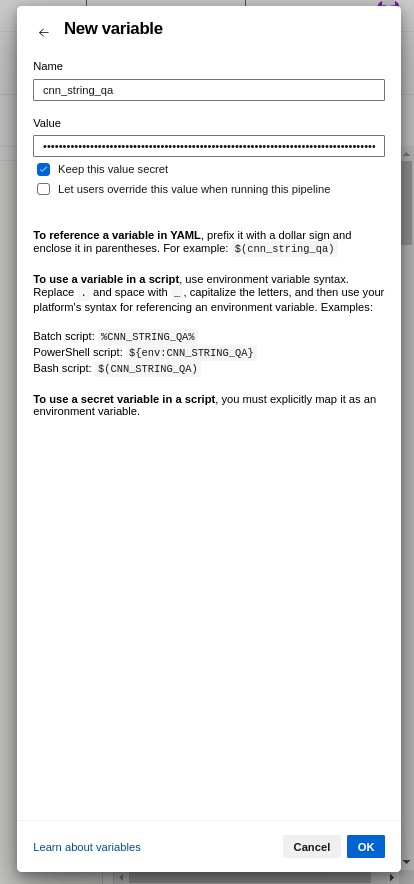 New variable
Name
cnn_string_qa
Value
Keep this value secret
Let users override this value when running this pipeline
To reference a variable in YAML, prefix it with a dollar sign and
enclose it in parentheses. For example: $(cnn_string_qa)
To use a variable in a script, use environment variable syntax.
Replace . and space with _, capitalize the letters, and then use your
platform's syntax for referencing an environment variable. Examples:
Batch script: %CNN_STRING_QA%
PowerShell script: ${env:CNN_STRING_QA}
Bash script: $(CNN_STRING_QA)
To use a secret variable in a script, you must explicitly map it as an
environment variable.
Learn about variables
Cancel
OK